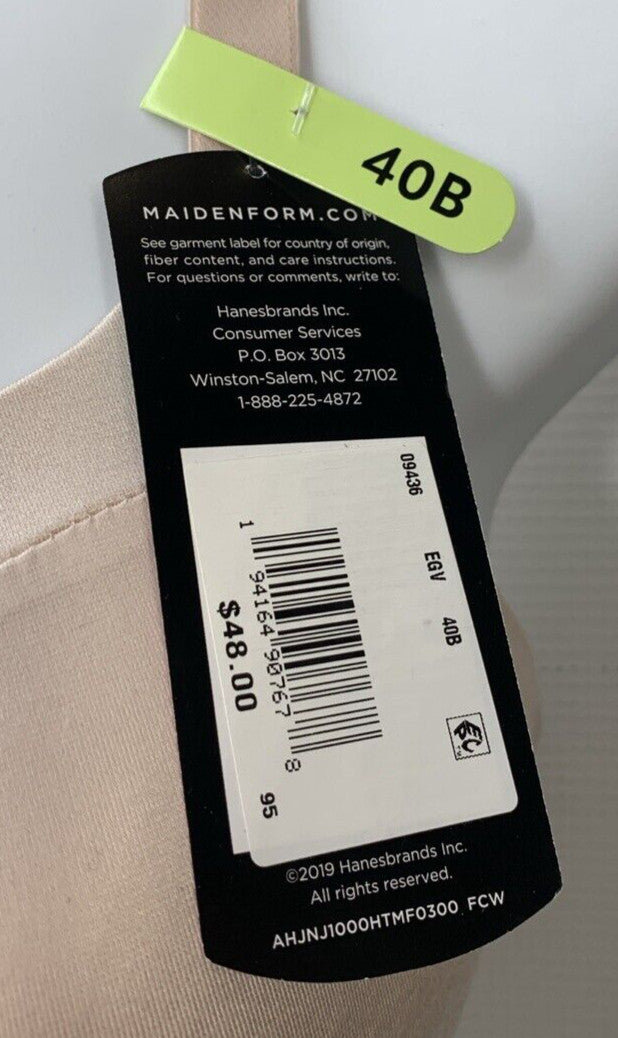 40B
MAIDENFORM.COM
See garment label for country of origin,
fiber content, and care instructions.
For questions or comments, write to:
Hanesbrands Inc.
Consumer Services
P.O. Box 3013
Winston-Salem, NC 27102
1-888-225-4872
09436 EGV 40B
1 94164 90767 8
$48.00 95
©2019 Hanesbrands Inc.
All rights reserved.
AHJNJ1000HTMF0300 FCW